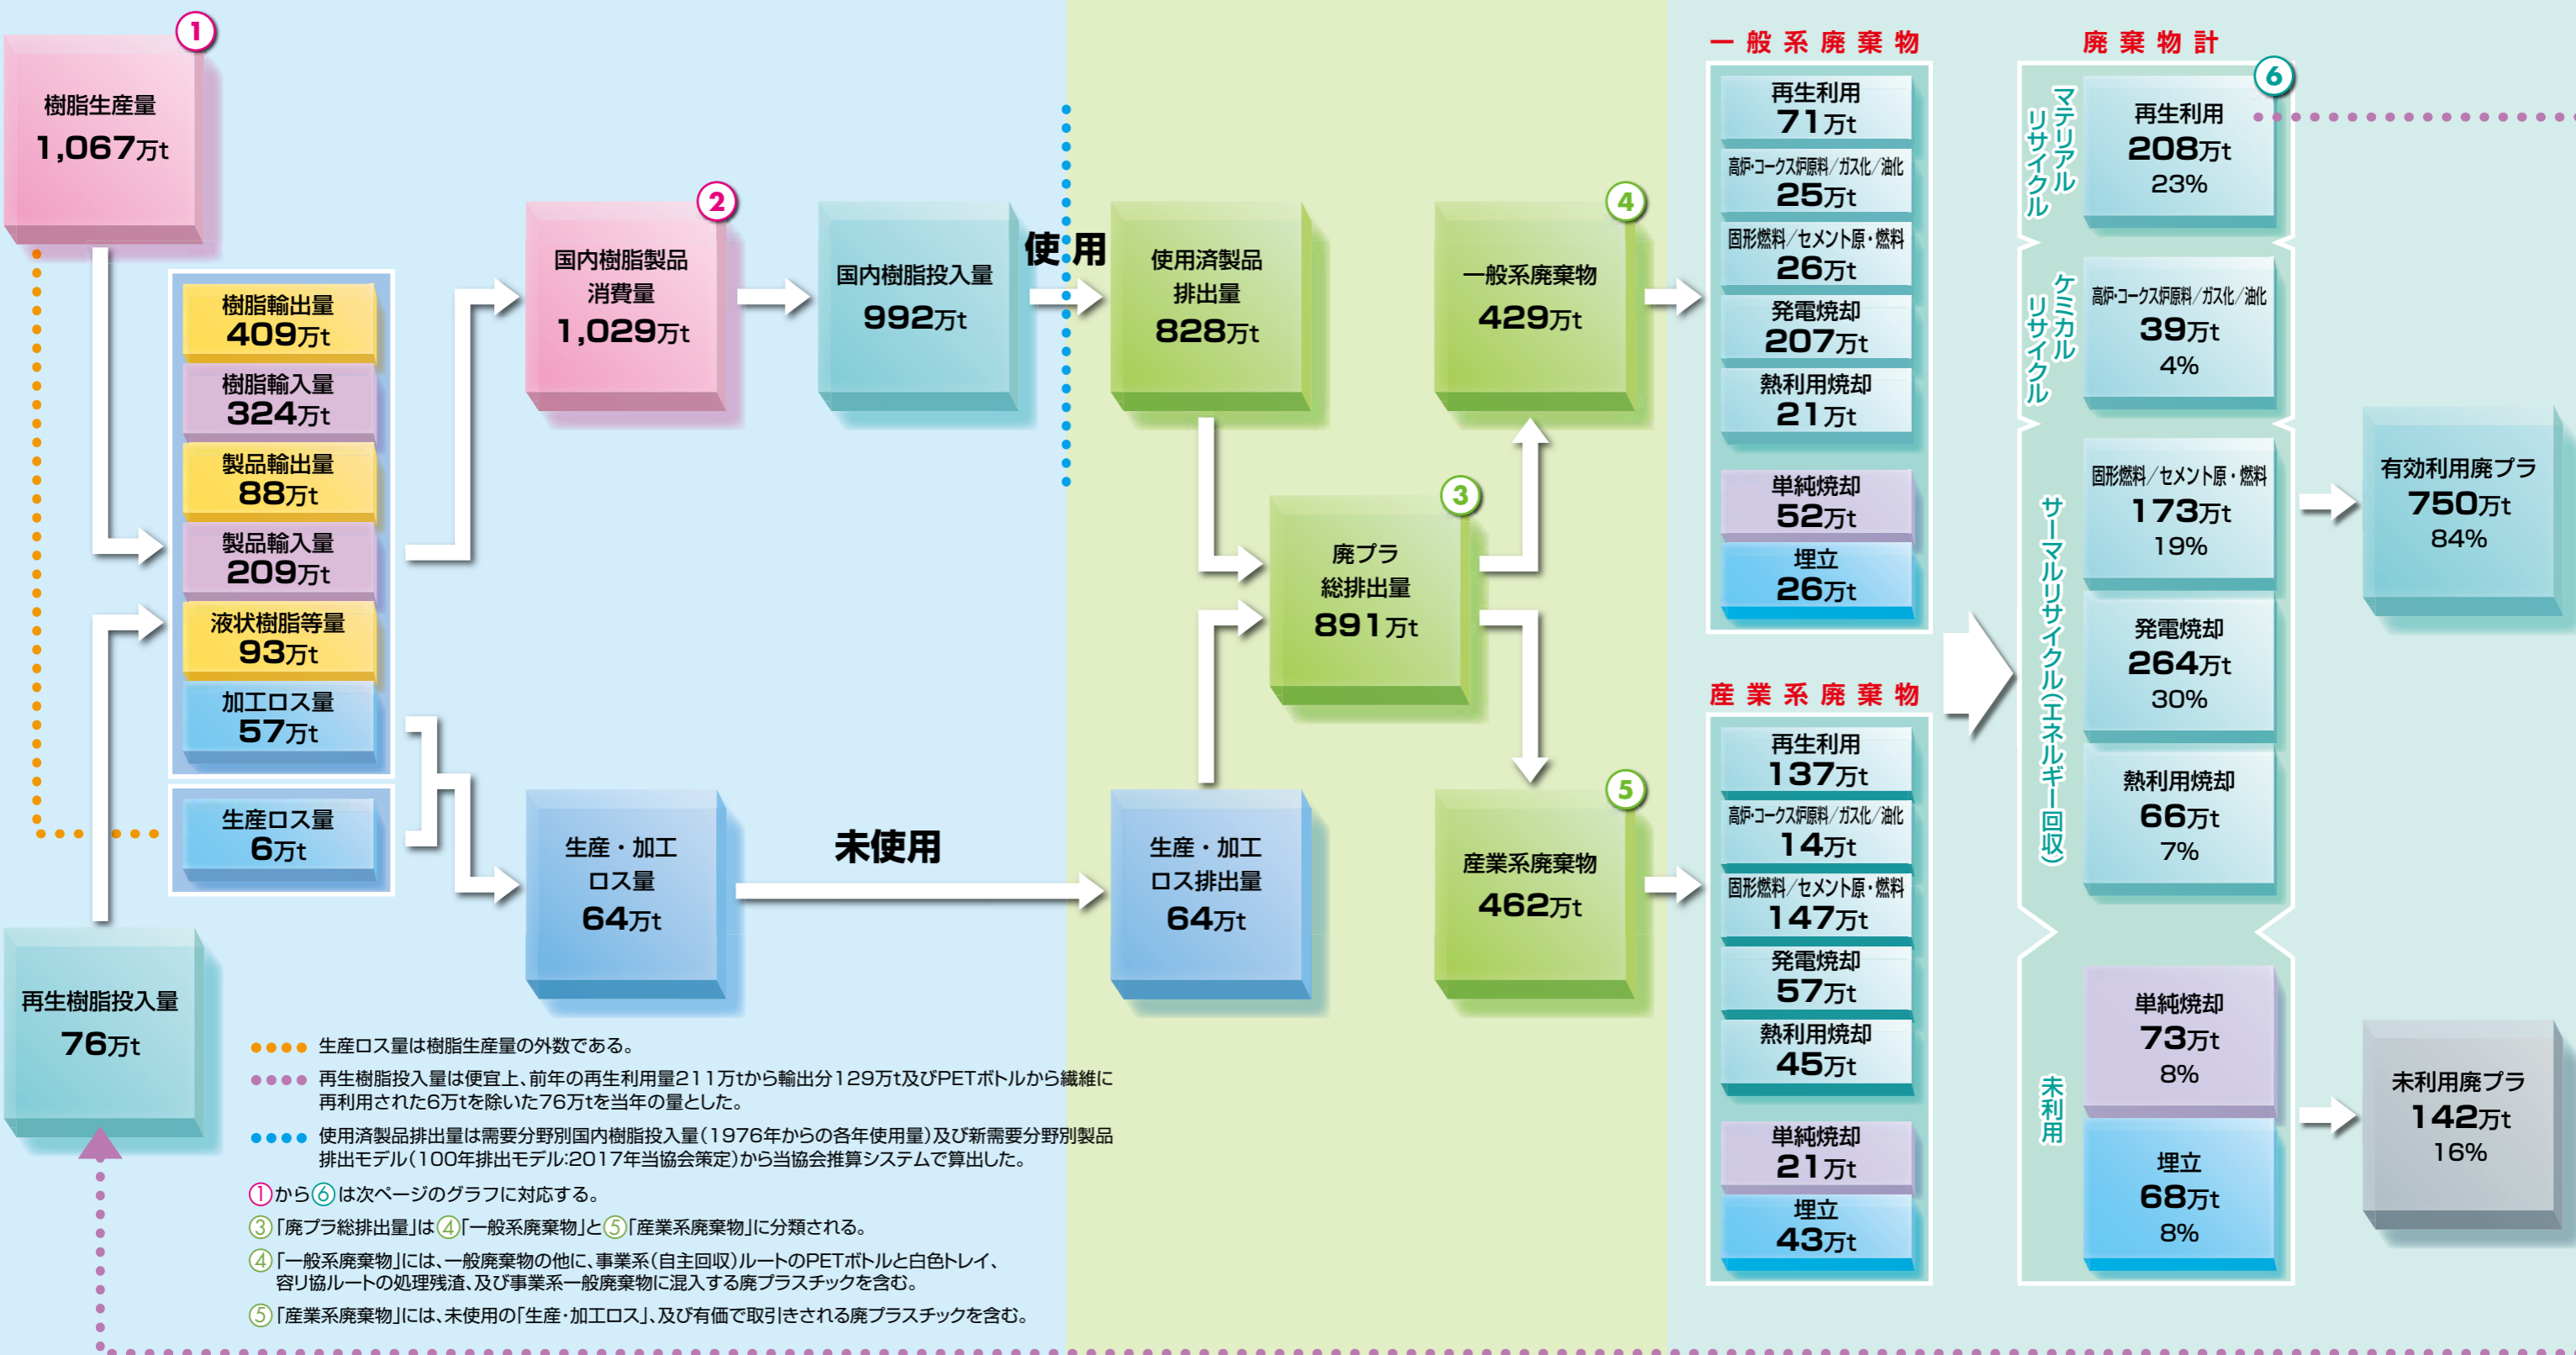 ①
樹脂生産量
1,067万t
樹脂輸出量
409万t
樹脂輸入量
324万t
製品輸出量
88万t
製品輸入量
209万t
液状樹脂等量
93万t
加工ロス量
57万t
生産ロス量
6万t
再生樹脂投入量
76万t
②
国内樹脂製品
消費量
1,029万t
国内樹脂投入量
992万t
使用
生産・加工
ロス量
64万t
未使用
使用済製品
排出量
828万t
生産・加工
ロス排出量
64万t
③
廃プラ
総排出量
891万t
④
一般系廃棄物
429万t
⑤
産業系廃棄物
462万t
一般系廃棄物
再生利用
71万t
高炉・コークス炉原料/ガス化/油化
25万t
固形燃料/セメント原・燃料
26万t
発電焼却
207万t
熱利用焼却
21万t
単純焼却
52万t
埋立
26万t
産業系廃棄物
再生利用
137万t
高炉・コークス炉原料/ガス化/油化
14万t
固形燃料/セメント原・燃料
147万t
発電焼却
57万t
熱利用焼却
45万t
単純焼却
21万t
埋立
43万t
廃棄物計
⑥
マテリアル
リサイクル
再生利用
208万t
23%
ケミカル
リサイクル
高炉・コークス炉原料/ガス化/油化
39万t
4%
サーマルリサイクル(エネルギー回収)
固形燃料/セメント原・燃料
173万t
19%
発電焼却
264万t
30%
熱利用焼却
66万t
7%
未利用
単純焼却
73万t
8%
埋立
68万t
8%
有効利用廃プラ
750万t
84%
未利用廃プラ
142万t
16%
生産ロス量は樹脂生産量の外数である。
再生樹脂投入量は便宜上、前年の再生利用量211万tから輸出分129万t及びPETボトルから繊維に
再利用された6万tを除いた76万tを当年の量とした。
使用済製品排出量は需要分野別国内樹脂投入量(1976年からの各年使用量)及び新需要分野別製品
排出モデル(100年排出モデル:2017年当協会策定)から当協会推算システムで算出した。
①から⑥は次ページのグラフに対応する。
③「廃プラ総排出量」は④「一般系廃棄物」と⑤「産業系廃棄物」に分類される。
④「一般系廃棄物」には、一般廃棄物の他に、事業系(自主回収)ルートのPETボトルと白色トレイ、
容リ協ルートの処理残渣、及び事業系一般廃棄物に混入する廃プラスチックを含む。
⑤「産業系廃棄物」には、未使用の「生産・加工ロス」、及び有価で取引きされる廃プラスチックを含む。